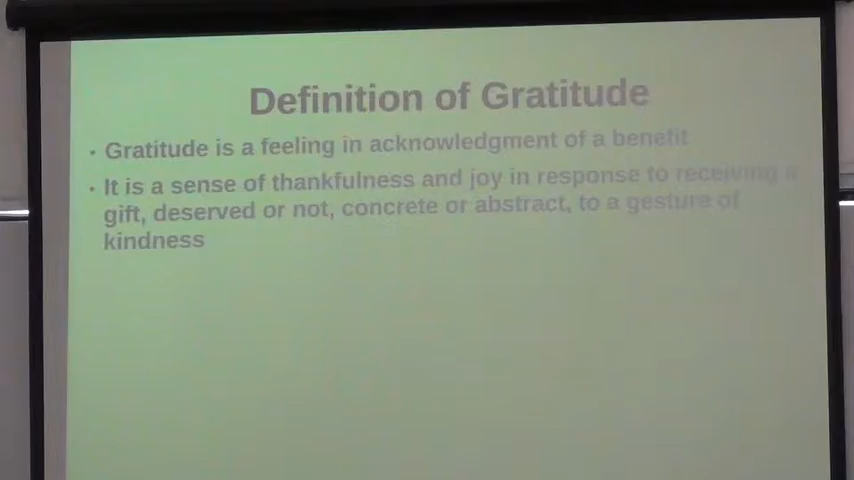 Definition of Gratitude
• Gratitude is a feeling in acknowledgment of a benefit
• It is a sense of thankfulness and joy in response to receiving a
gift, deserved or not, concrete or abstract, to a gesture of
kindness